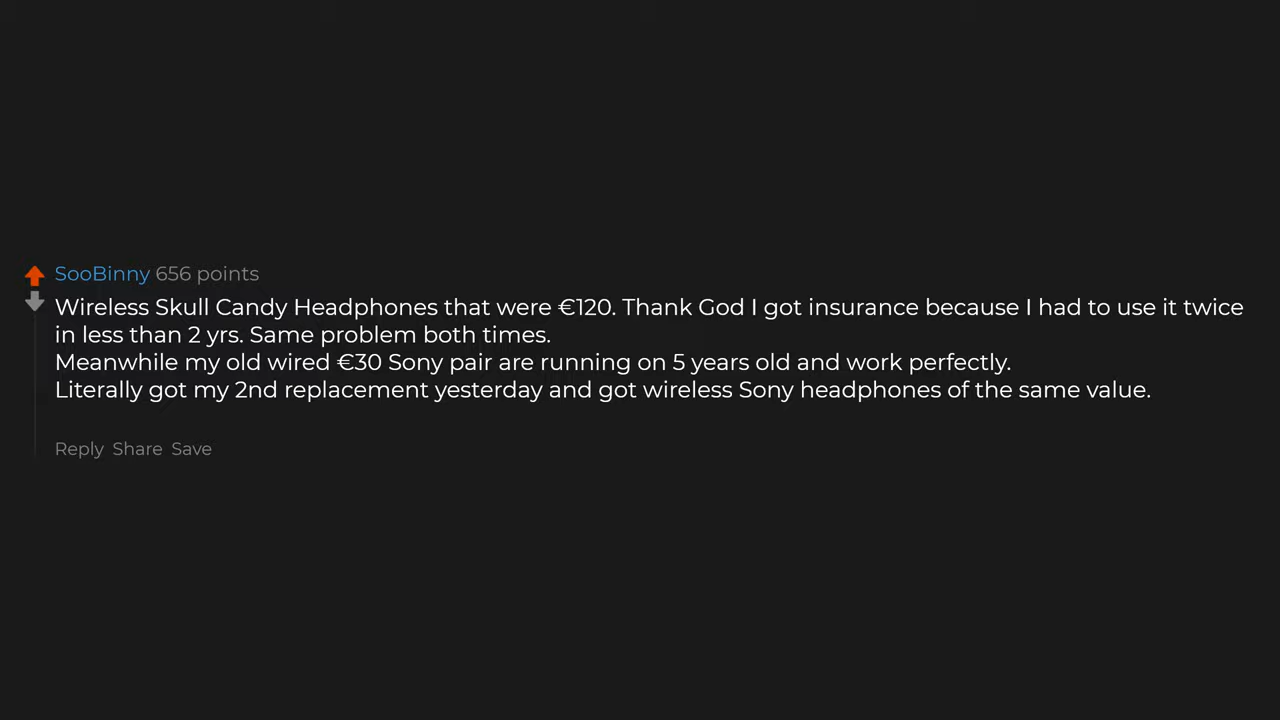 SooBinny 656 points
Wireless Skull Candy Headphones that were €120. Thank God I got insurance because I had to use it twice
in less than 2 yrs. Same problem both times.
Meanwhile my old wired €30 Sony pair are running on 5 years old and work perfectly.
Literally got my 2nd replacement yesterday and got wireless Sony headphones of the same value.
Reply Share Save